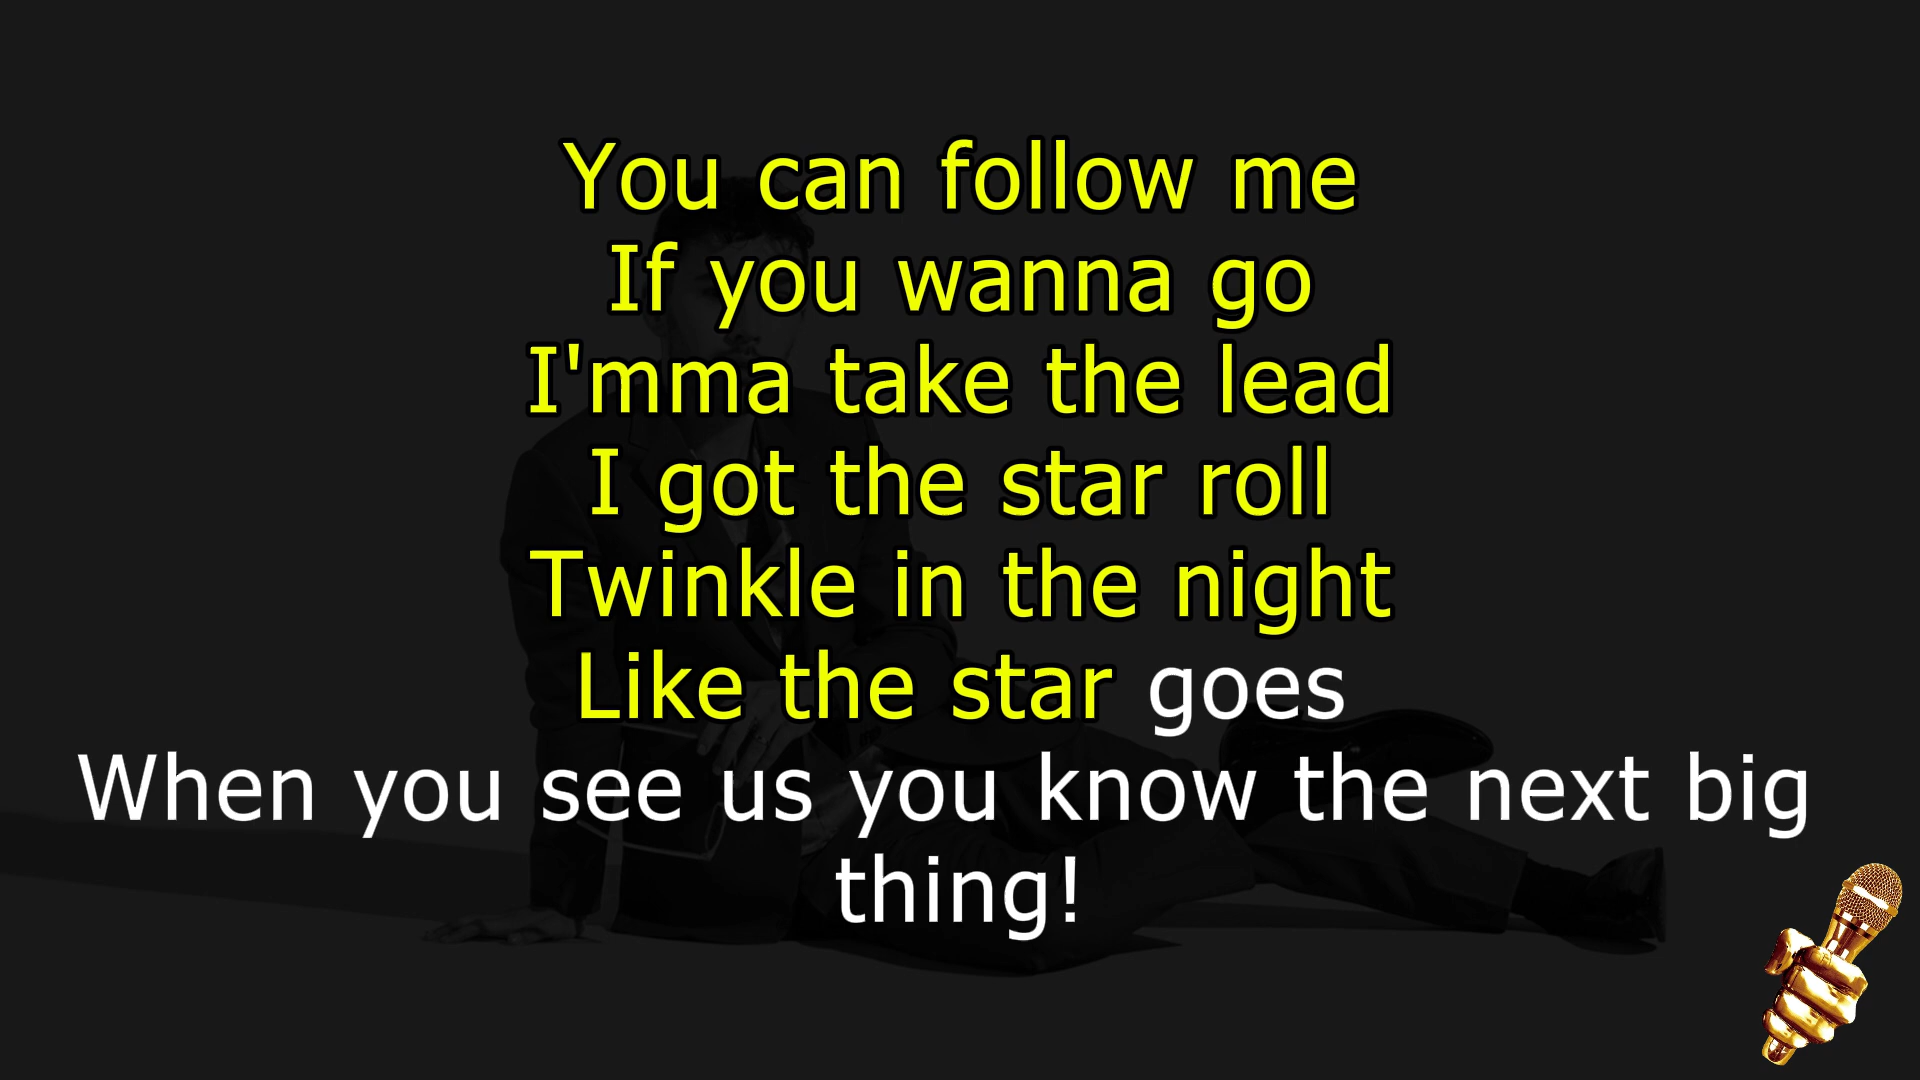 You can follow me
If you wanna go
I'mma take the lead
I got the star roll
Twinkle in the night
Like the star goes
When you see us you know the next big
thing!